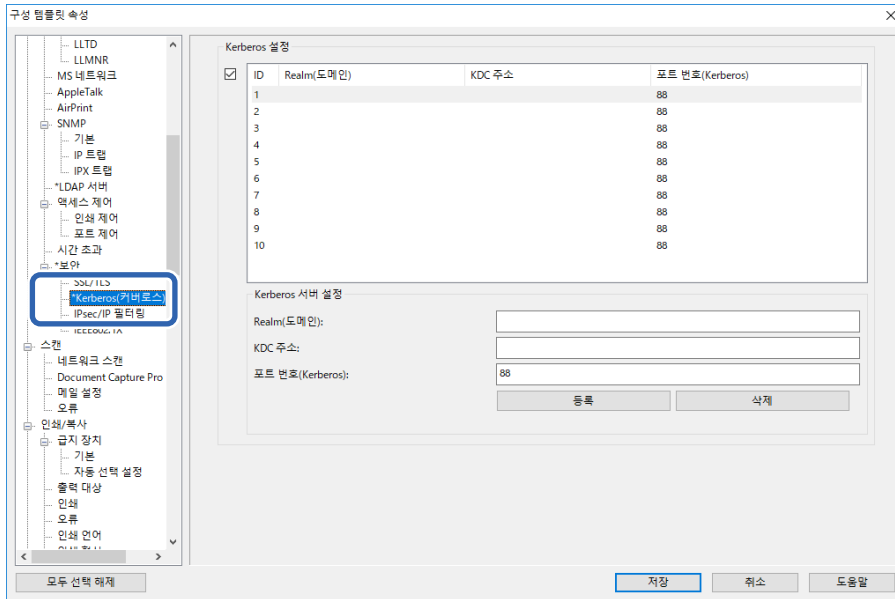 구성 템플릿 속성
LLTD
LLMNR
MS 네트워크
AppleTalk
AirPrint
SNMP
기본
IP 트랩
IPX 트랩
*LDAP 서버
액세스 제어
인쇄 제어
포트 제어
시간 초과
*보안
SSL/TLS
*Kerberos(커버로스)
IPsec/IP 필터링
IEEE802.1X
스캔
네트워크 스캔
Document Capture Pro
메일 설정
오류
인쇄/복사
급지 장치
기본
자동 선택 설정
출력 대상
인쇄
오류
인쇄 언어
모두 선택 해제
Kerberos 설정
ID Realm(도메인) KDC 주소 포트 번호(Kerberos)
1 88
2 88
3 88
4 88
5 88
6 88
7 88
8 88
9 88
10 88
Kerberos 서버 설정
Realm(도메인):
KDC 주소:
포트 번호(Kerberos): 88
등록 삭제
저장 취소 도움말